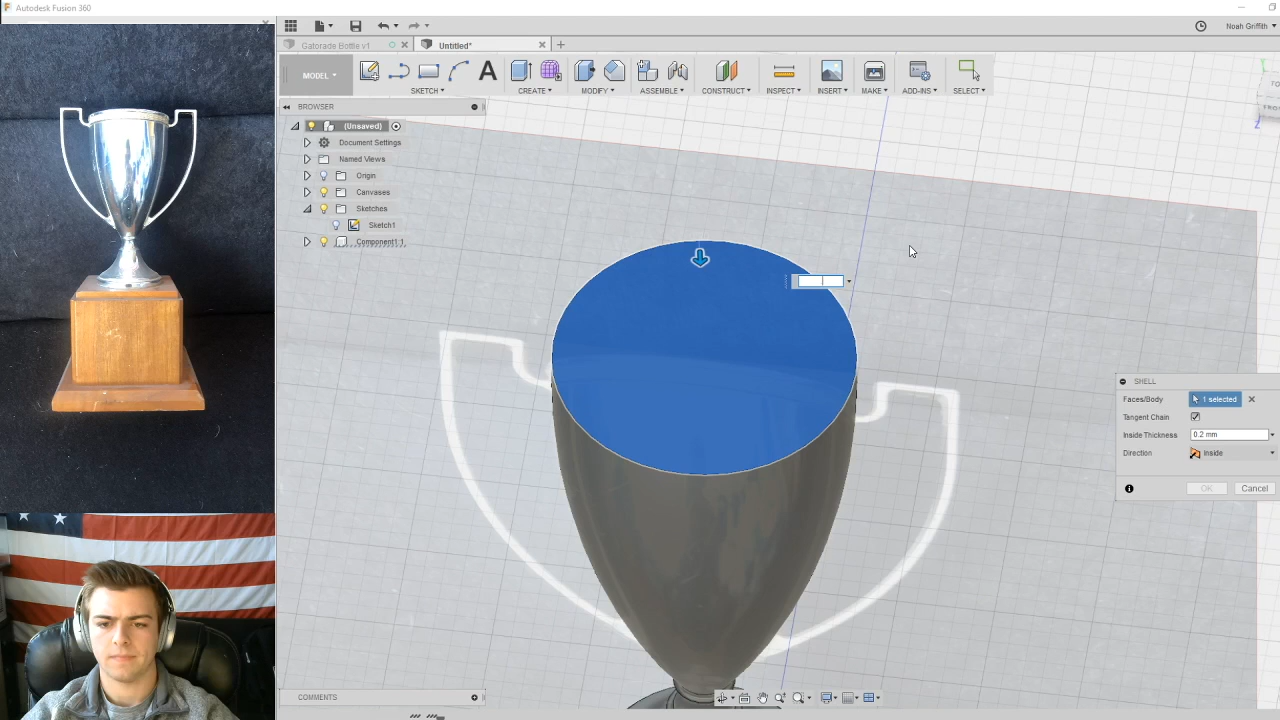 Autodesk Fusion 360
Noah Griffith
Gatorade Bottle v1
Untitled*
MODEL
SKETCH
CREATE
MODIFY
ASSEMBLE
CONSTRUCT
INSPECT
INSERT
MAKE
ADD-INS
SELECT
BROWSER
(Unsaved)
Document Settings
Named Views
Origin
Canvases
Sketches
Sketch1
Component1:1
SHELL
Faces/Body
1 selected
Tangent Chain
Inside Thickness
0.2 mm
Direction
Inside
OK
Cancel
COMMENTS
Z